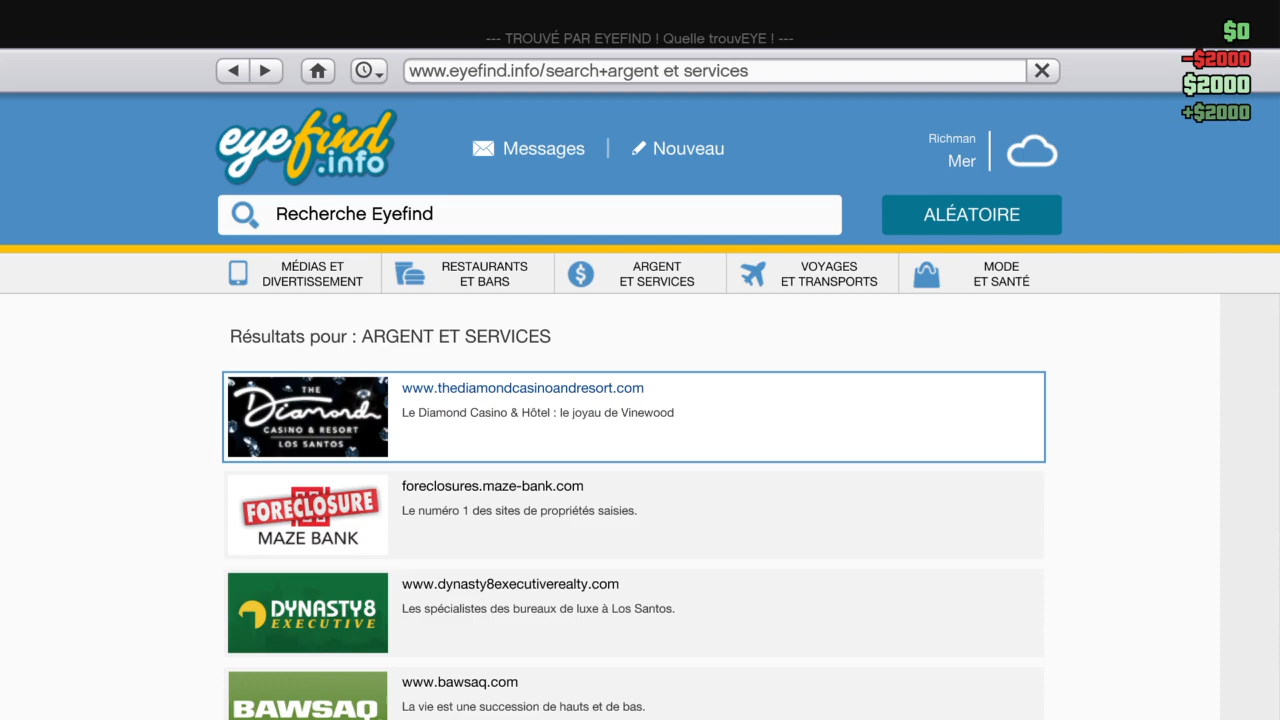 --- TROUVÉ PAR EYEFIND ! Quelle trouvEYE ! ---
$0
-$2000
$2000
+$2000
www.eyefind.info/search+argent et services
eyefind
.info
Messages
Nouveau
Richman
Mer
Recherche Eyefind
ALÉATOIRE
MÉDIAS ET
DIVERTISSEMENT
RESTAURANTS
ET BARS
ARGENT
ET SERVICES
VOYAGES
ET TRANSPORTS
MODE
ET SANTÉ
Résultats pour : ARGENT ET SERVICES
THE
Diamond
CASINO & RESORT
LOS SANTOS
www.thediamondcasinoandresort.com
Le Diamond Casino & Hôtel : le joyau de Vinewood
FORECLOSURE
MAZE BANK
foreclosures.maze-bank.com
Le numéro 1 des sites de propriétés saisies.
DYNASTY8
EXECUTIVE
www.dynasty8executiverealty.com
Les spécialistes des bureaux de luxe à Los Santos.
BAWSAQ
www.bawsaq.com
La vie est une succession de hauts et de bas.